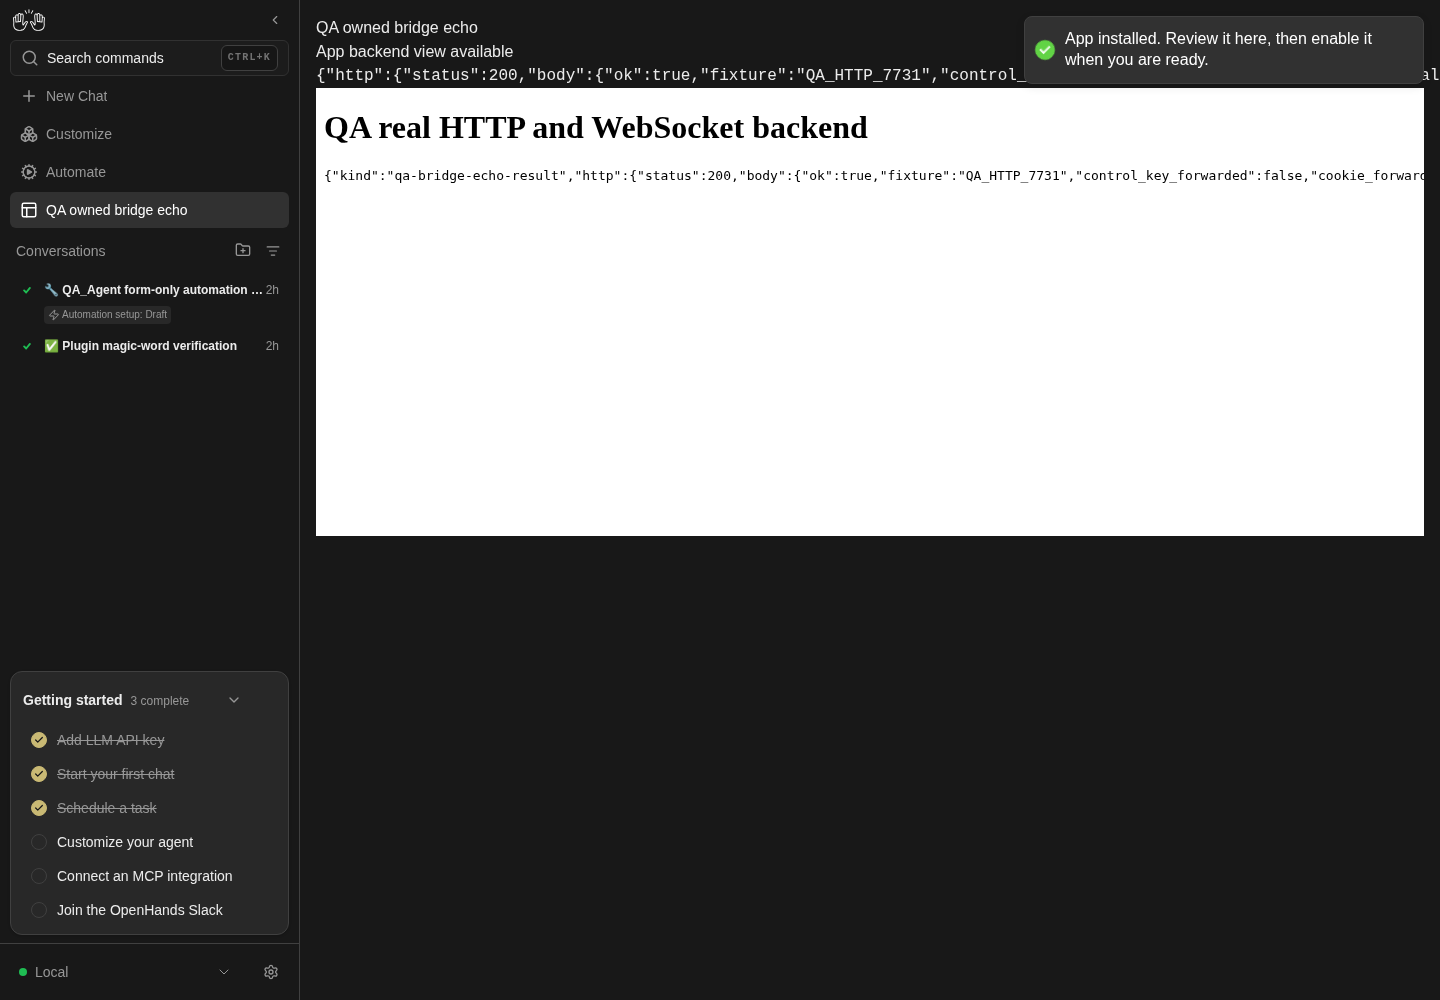 Search commands
CTRL+K
New Chat
Customize
Automate
QA owned bridge echo
Conversations
🔧 QA_Agent form-only automation ... 2h
Automation setup: Draft
✅ Plugin magic-word verification 2h
Getting started 3 complete
Add LLM API key
Start your first chat
Schedule a task
Customize your agent
Connect an MCP integration
Join the OpenHands Slack
Local
QA owned bridge echo
App backend view available
{"http":{"status":200,"body":{"ok":true,"fixture":"QA_HTTP_7731","control_
App installed. Review it here, then enable it
when you are ready.
QA real HTTP and WebSocket backend
{"kind":"qa-bridge-echo-result","http":{"status":200,"body":{"ok":true,"fixture":"QA_HTTP_7731","control_key_forwarded":false,"cookie_forward